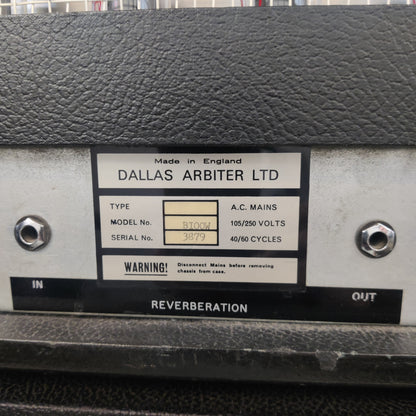 Made in England
DALLAS ARBITER LTD
TYPE A.C. MAINS
MODEL No. BI00W 105/250 VOLTS
SERIAL No. 3879 40/60 CYCLES
WARNING! Disconnect Mains before removing
chassis from case.
IN OUT
REVERBERATION